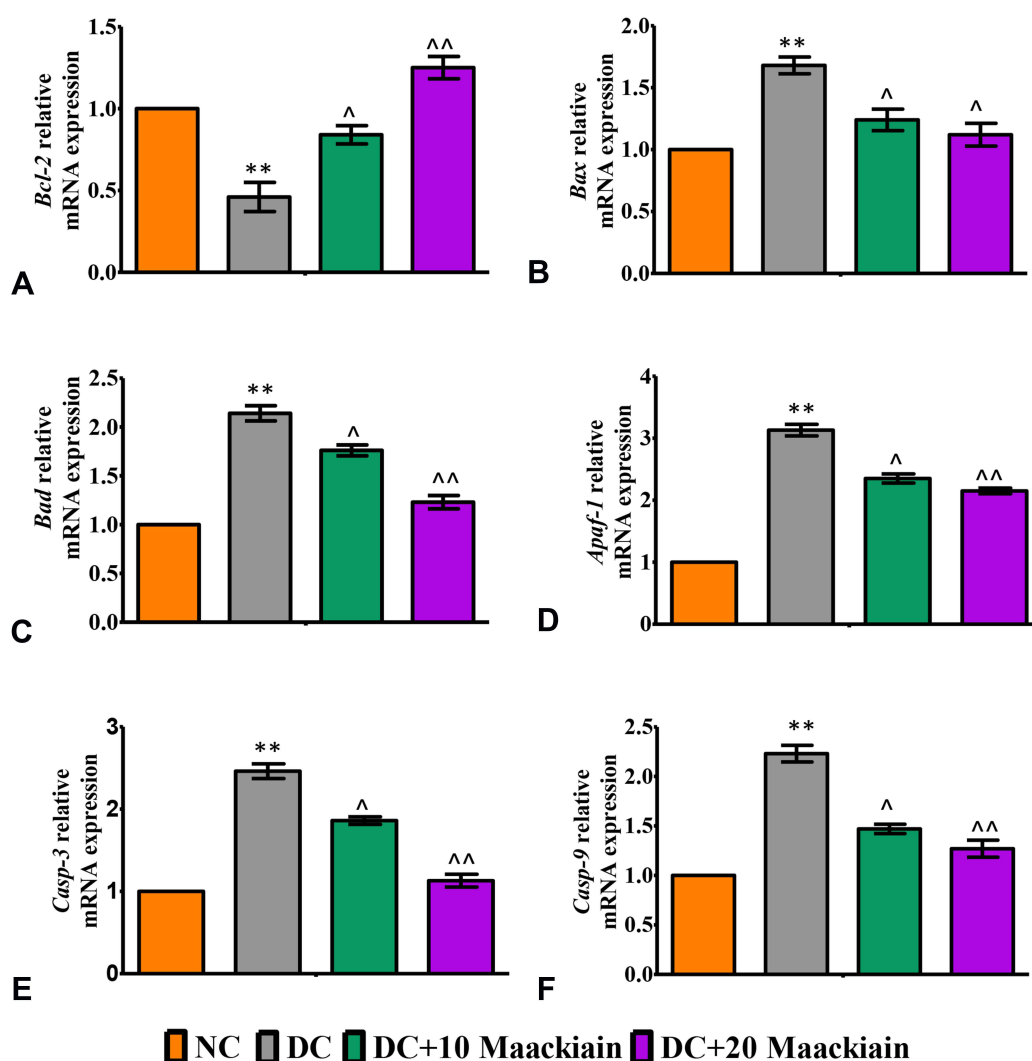 A
Bcl-2 relative
mRNA expression
1.5
1.0
0.5
0.0
**
^
^^
B
Bax relative
mRNA expression
2.0
1.5
1.0
0.5
0.0
**
^
^
C
Bad relative
mRNA expression
2.5
2.0
1.5
1.0
0.5
0.0
**
^
^^
D
Apaf-1 relative
mRNA expression
4
3
2
1
0
**
^
^^
E
Casp-3 relative
mRNA expression
3
2
1
0
**
^
^^
F
Casp-9 relative
mRNA expression
2.5
2.0
1.5
1.0
0.5
0.0
**
^
^^
NC DC DC+10 Maackiain DC+20 Maackiain